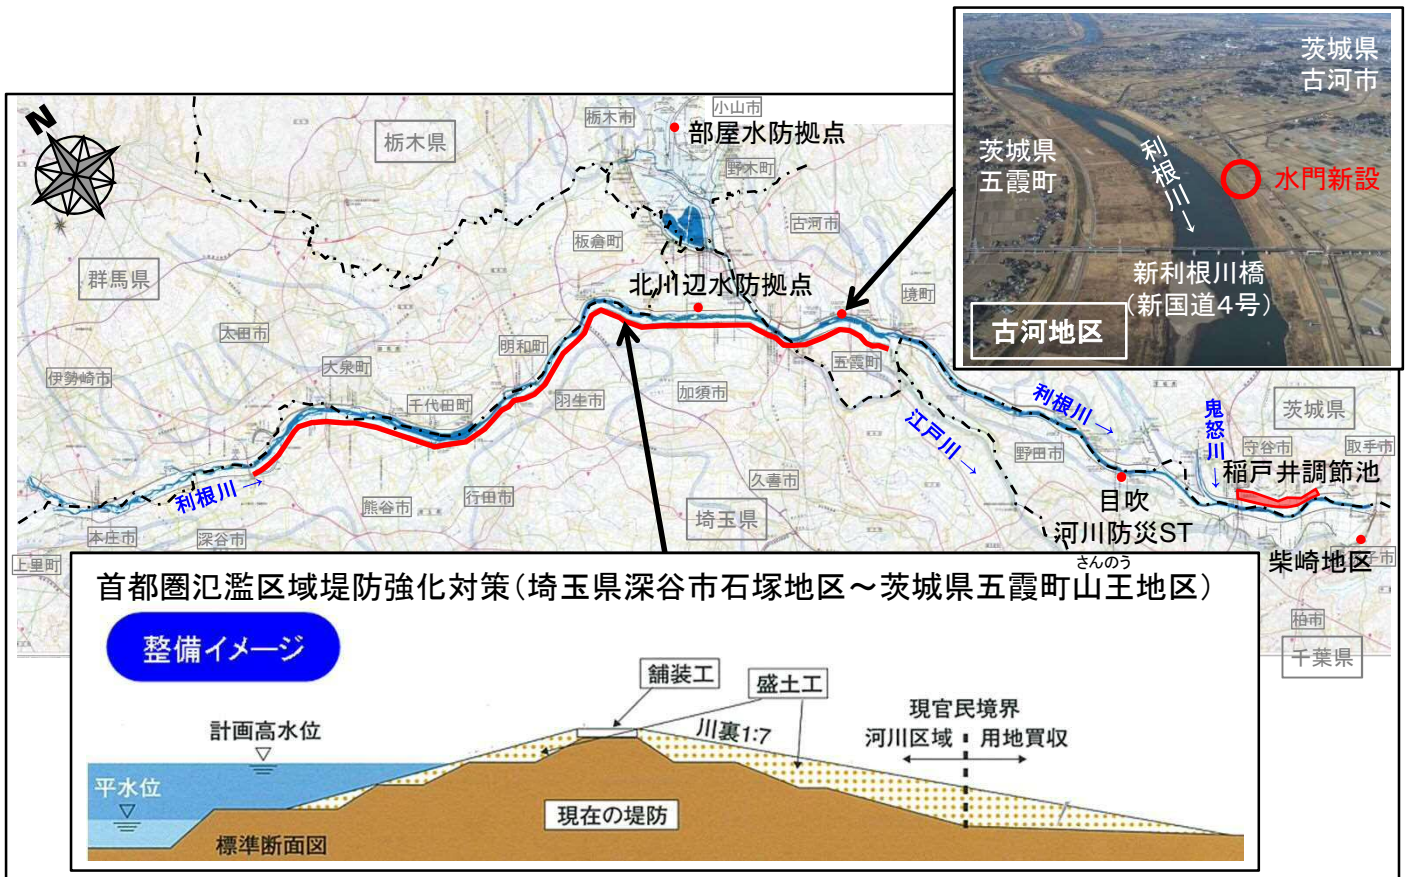 茨城県
古河市
茨城県
五霞町
利根川→
水門新設
新利根川橋
(新国道4号)
古河地区
N
栃木県
栃木市
小山市
部屋水防拠点
野木町
古河市
板倉町
群馬県
北川辺水防拠点
境町
太田市
明和町
大泉町
伊勢崎市
千代田町
羽生市
加須市
五霞町
利根川→
江戸川→
鬼怒川→
茨城県
野田市
守谷市
取手市
稲戸井調節池
利根川→
熊谷市
行田市
久喜市
埼玉県
目吹
河川防災ST
本庄市
深谷市
上里町
柴崎地区
子市
柏市
千葉県
さんのう
首都圏氾濫区域堤防強化対策(埼玉県深谷市石塚地区～茨城県五霞町山王地区)
整備イメージ
舗装工
盛土工
計画高水位
川裏1:7
現官民境界
河川区域
用地買収
平水位
現在の堤防
標準断面図